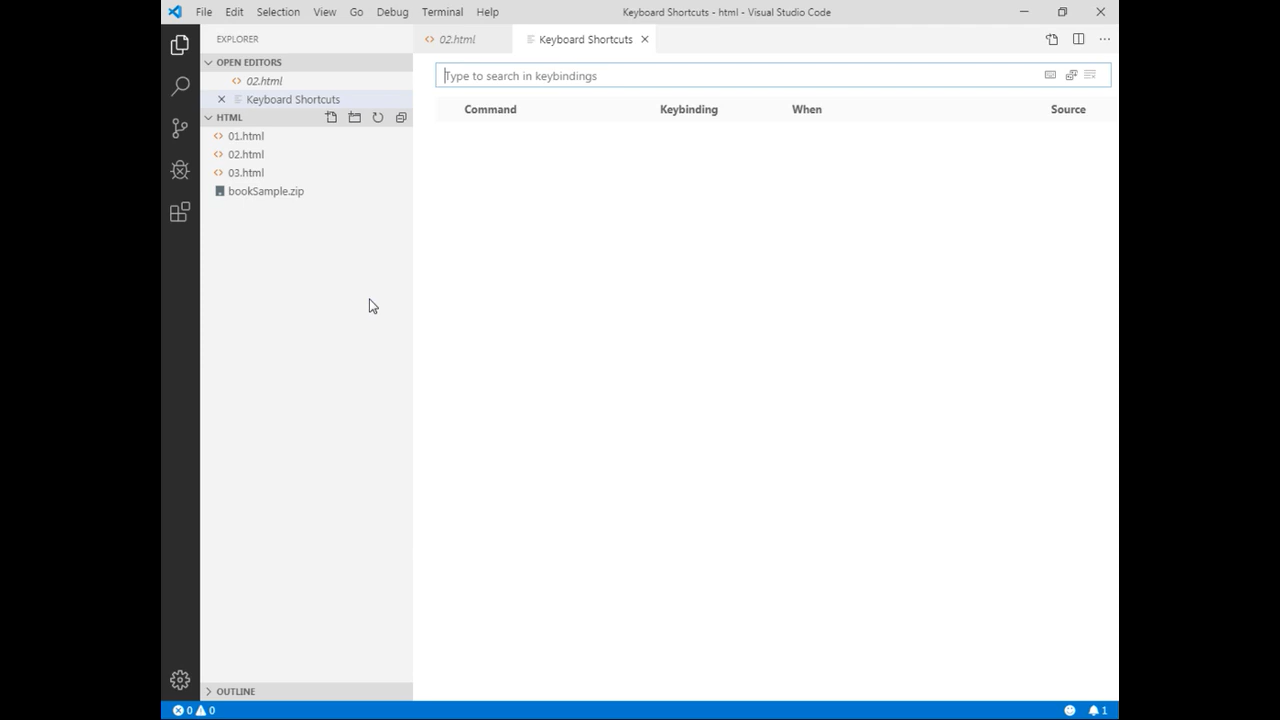 File Edit Selection View Go Debug Terminal Help Keyboard Shortcuts - html - Visual Studio Code
EXPLORER
02.html
Keyboard Shortcuts
OPEN EDITORS
02.html
Keyboard Shortcuts
HTML
01.html
02.html
03.html
bookSample.zip
OUTLINE
Type to search in keybindings
Command Keybinding When Source
0 0
1